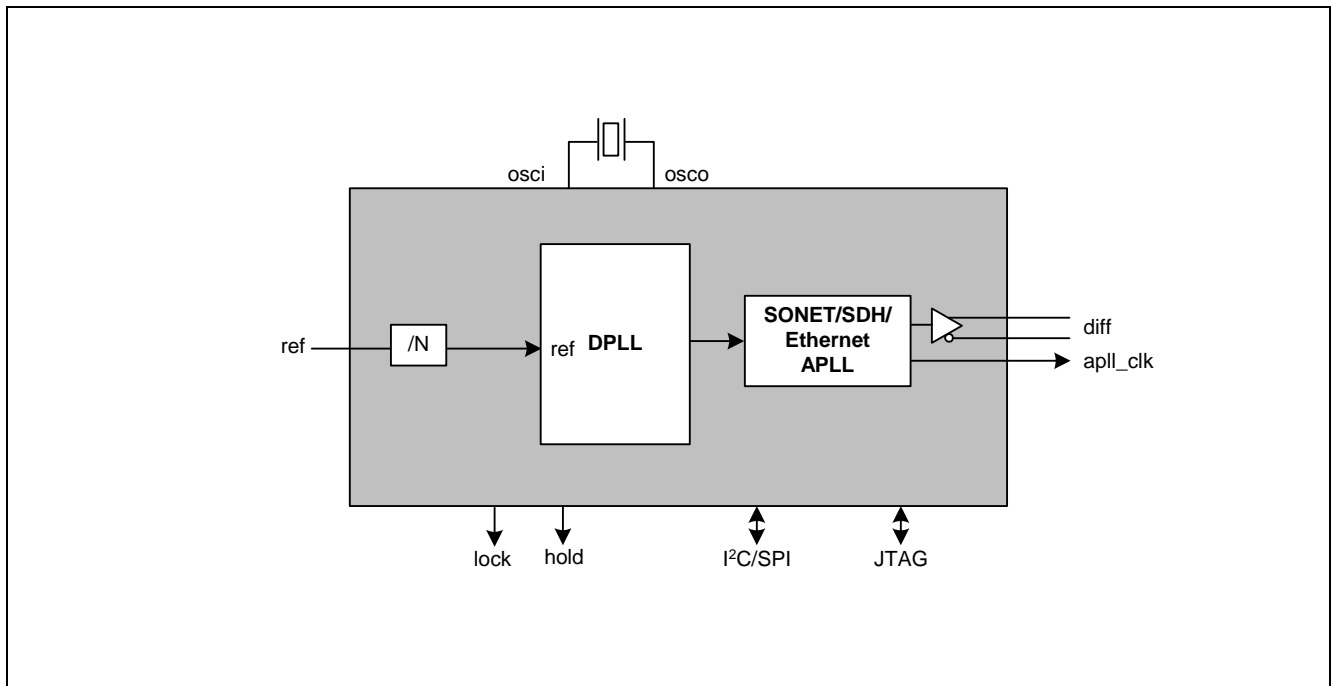 osci
osco
ref
/N
ref
DPLL
SONET/SDH/
Ethernet
APLL
diff
apll_clk
lock
hold
I²C/SPI
JTAG